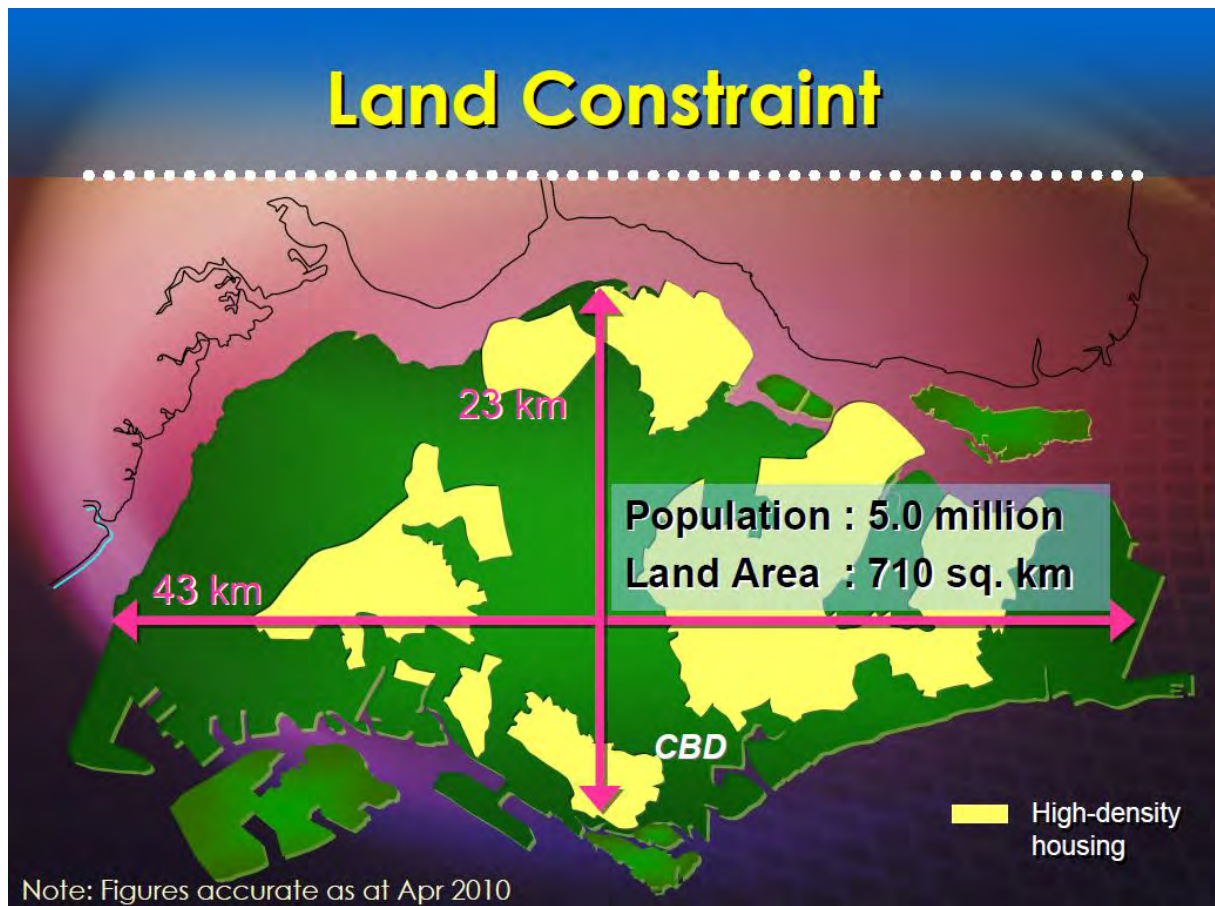 Land Constraint
23 km
Population : 5.0 million
Land Area : 710 sq. km
43 km
CBD
High-density
housing
Note: Figures accurate as at Apr 2010